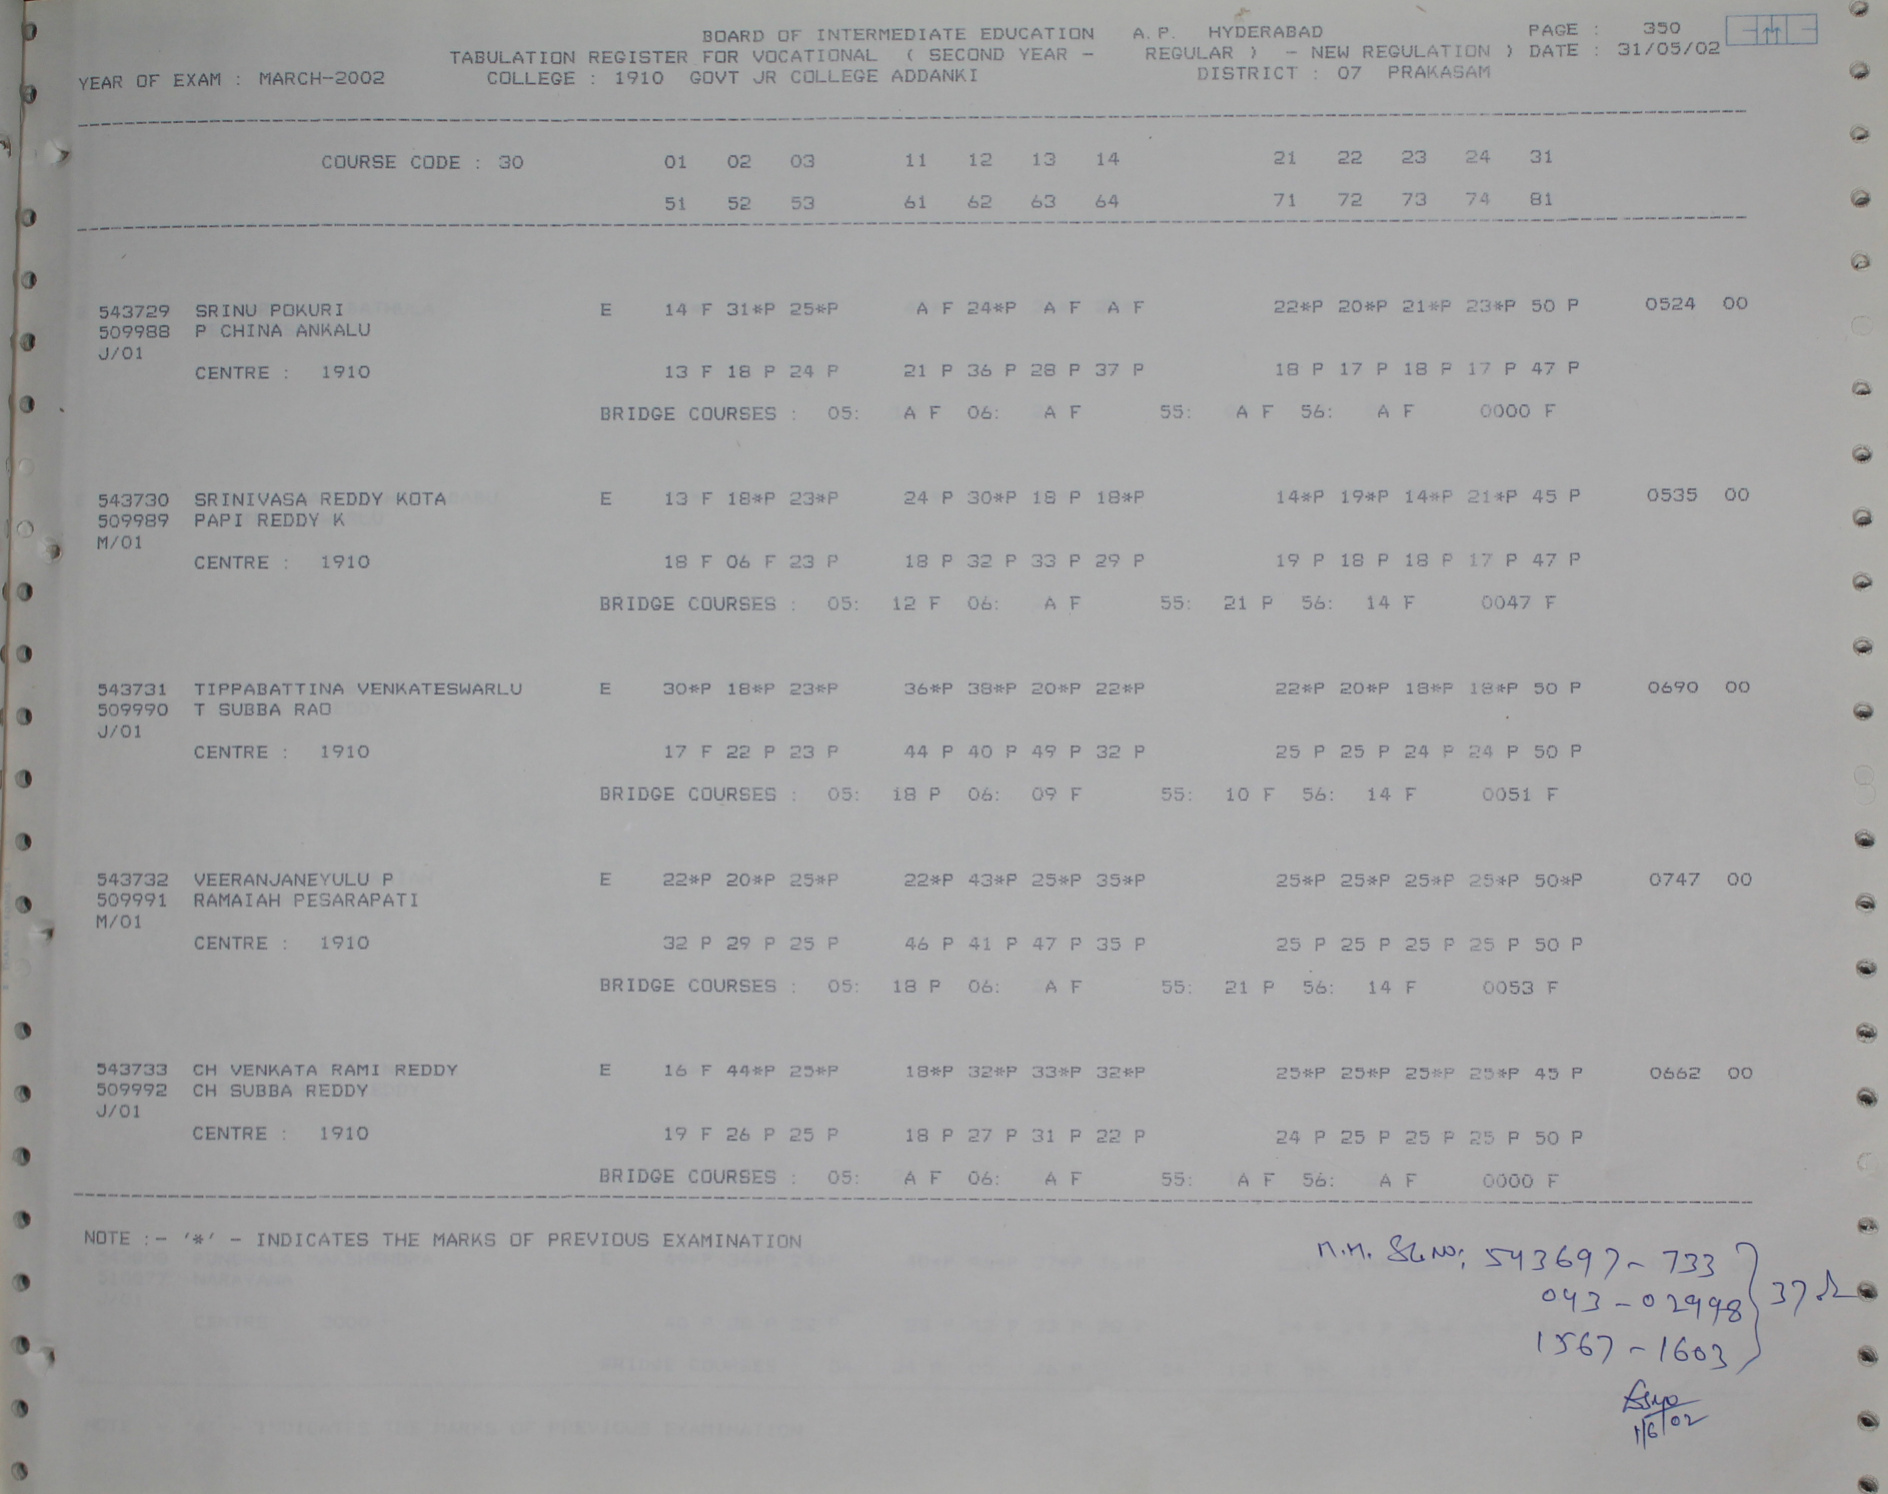 BOARD OF INTERMEDIATE EDUCATION A.P. HYDERABAD PAGE : 350
TABULATION REGISTER FOR VOCATIONAL ( SECOND YEAR - REGULAR ) - NEW REGULATION ) DATE : 31/05/02
YEAR OF EXAM : MARCH-2002 COLLEGE : 1910 GOVT JR COLLEGE ADDANKI DISTRICT : 07 PRAKASAM
COURSE CODE : 30 01 02 03 11 12 13 14 21 22 23 24 31
51 52 53 61 62 63 64 71 72 73 74 81
543729 SRINU POKURI E 14 F 31*P 25*P A F 24*P A F A F 22*P 20*P 21*P 23*P 50 P 0524 00
509988 P CHINA ANKALU
J/01
CENTRE : 1910 13 F 18 P 24 P 21 P 36 P 28 P 37 P 18 P 17 P 18 P 17 P 47 P
BRIDGE COURSES : 05: A F 06: A F 55: A F 56: A F 0000 F
543730 SRINIVASA REDDY KOTA E 13 F 18*P 23*P 24 P 30*P 18 P 18*P 14*P 19*P 14*P 21*P 45 P 0535 00
509989 PAPI REDDY K
M/01
CENTRE : 1910 18 F 06 F 23 P 18 P 32 P 33 P 29 P 19 P 18 P 18 P 17 P 47 P
BRIDGE COURSES : 05: 12 F 06: A F 55: 21 P 56: 14 F 0047 F
543731 TIPPABATTINA VENKATESWARLU E 30*P 18*P 23*P 36*P 38*P 20*P 22*P 22*P 20*P 18*P 18*P 50 P 0690 00
509990 T SUBBA RAO
J/01
CENTRE : 1910 17 F 22 P 23 P 44 P 40 P 49 P 32 P 25 P 25 P 24 P 24 P 50 P
BRIDGE COURSES : 05: 18 P 06: 09 F 55: 10 F 56: 14 F 0051 F
543732 VEERANJANEYULU P E 22*P 20*P 25*P 22*P 43*P 25*P 35*P 25*P 25*P 25*P 25*P 50*P 0747 00
509991 RAMAIAH PESARAPATI
M/01
CENTRE : 1910 32 P 29 P 25 P 46 P 41 P 47 P 35 P 25 P 25 P 25 P 25 P 50 P
BRIDGE COURSES : 05: 18 P 06: A F 55: 21 P 56: 14 F 0053 F
543733 CH VENKATA RAMI REDDY E 16 F 44*P 25*P 18*P 32*P 33*P 32*P 25*P 25*P 25*P 25*P 45 P 0662 00
509992 CH SUBBA REDDY
J/01
CENTRE : 1910 19 F 26 P 25 P 18 P 27 P 31 P 22 P 24 P 25 P 25 P 25 P 50 P
BRIDGE COURSES : 05: A F 06: A F 55: A F 56: A F 0000 F
NOTE :- '*' - INDICATES THE MARKS OF PREVIOUS EXAMINATION
M.M. Sl.No: 543697 - 733
043 - 02998 37
1567 - 1603
1/6/02